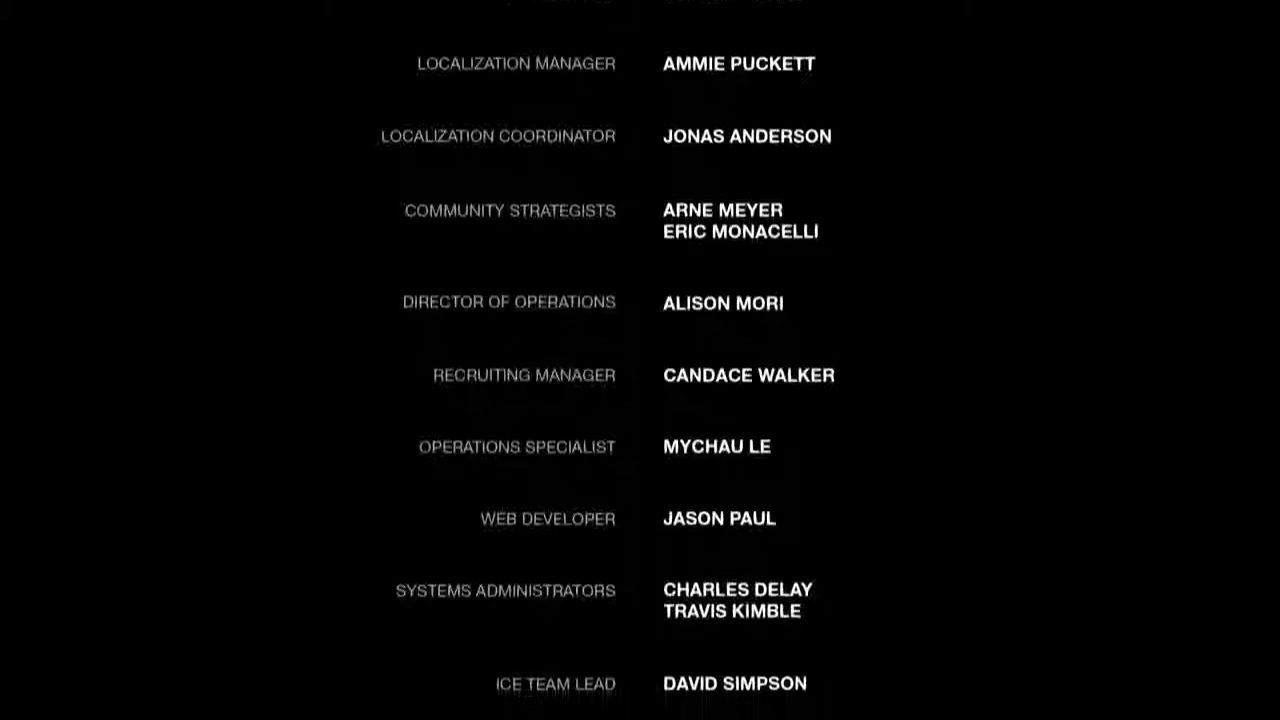 LOCALIZATION MANAGER AMMIE PUCKETT
LOCALIZATION COORDINATOR JONAS ANDERSON
COMMUNITY STRATEGISTS ARNE MEYER
ERIC MONACELLI
DIRECTOR OF OPERATIONS ALISON MORI
RECRUITING MANAGER CANDACE WALKER
OPERATIONS SPECIALIST MYCHAU LE
WEB DEVELOPER JASON PAUL
SYSTEMS ADMINISTRATORS CHARLES DELAY
TRAVIS KIMBLE
ICE TEAM LEAD DAVID SIMPSON